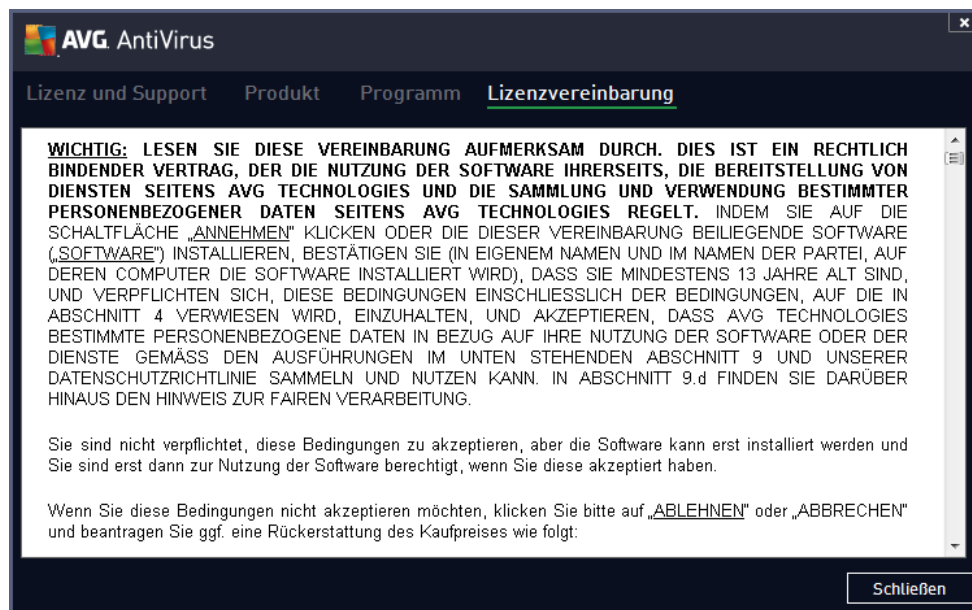 AVG. AntiVirus
Lizenz und Support Produkt Programm Lizenzvereinbarung
WICHTIG: LESEN SIE DIESE VEREINBARUNG AUFMERKSAM DURCH. DIES IST EIN RECHTLICH
BINDENDER VERTRAG, DER DIE NUTZUNG DER SOFTWARE IHRERSEITS, DIE BEREITSTELLUNG VON
DIENSTEN SEITENS AVG TECHNOLOGIES UND DIE SAMMLUNG UND VERWENDUNG BESTIMMTER
PERSONENBEZOGENER DATEN SEITENS AVG TECHNOLOGIES REGELT. INDEM SIE AUF DIE
SCHALTFLÄCHE „ANNEHMEN" KLICKEN ODER DIE DIESER VEREINBARUNG BEILIEGENDE SOFTWARE
(„SOFTWARE") INSTALLIEREN, BESTÄTIGEN SIE (IN EIGENEM NAMEN UND IM NAMEN DER PARTEI, AUF
DEREN COMPUTER DIE SOFTWARE INSTALLIERT WIRD), DASS SIE MINDESTENS 13 JAHRE ALT SIND,
UND VERPFLICHTEN SICH, DIESE BEDINGUNGEN EINSCHLIESSLICH DER BEDINGUNGEN, AUF DIE IN
ABSCHNITT 4 VERWIESEN WIRD, EINZUHALTEN, UND AKZEPTIEREN, DASS AVG TECHNOLOGIES
BESTIMMTE PERSONENBEZOGENE DATEN IN BEZUG AUF IHRE NUTZUNG DER SOFTWARE ODER DER
DIENSTE GEMÄSS DEN AUSFÜHRUNGEN IM UNTEN STEHENDEN ABSCHNITT 9 UND UNSERER
DATENSCHUTZRICHTLINIE SAMMELN UND NUTZEN KANN. IN ABSCHNITT 9.d FINDEN SIE DARÜBER
HINAUS DEN HINWEIS ZUR FAIREN VERARBEITUNG.
Sie sind nicht verpflichtet, diese Bedingungen zu akzeptieren, aber die Software kann erst installiert werden und
Sie sind erst dann zur Nutzung der Software berechtigt, wenn Sie diese akzeptiert haben.
Wenn Sie diese Bedingungen nicht akzeptieren möchten, klicken Sie bitte auf „ABLEHNEN" oder „ABBRECHEN"
und beantragen Sie ggf. eine Rückerstattung des Kaufpreises wie folgt:
Schließen